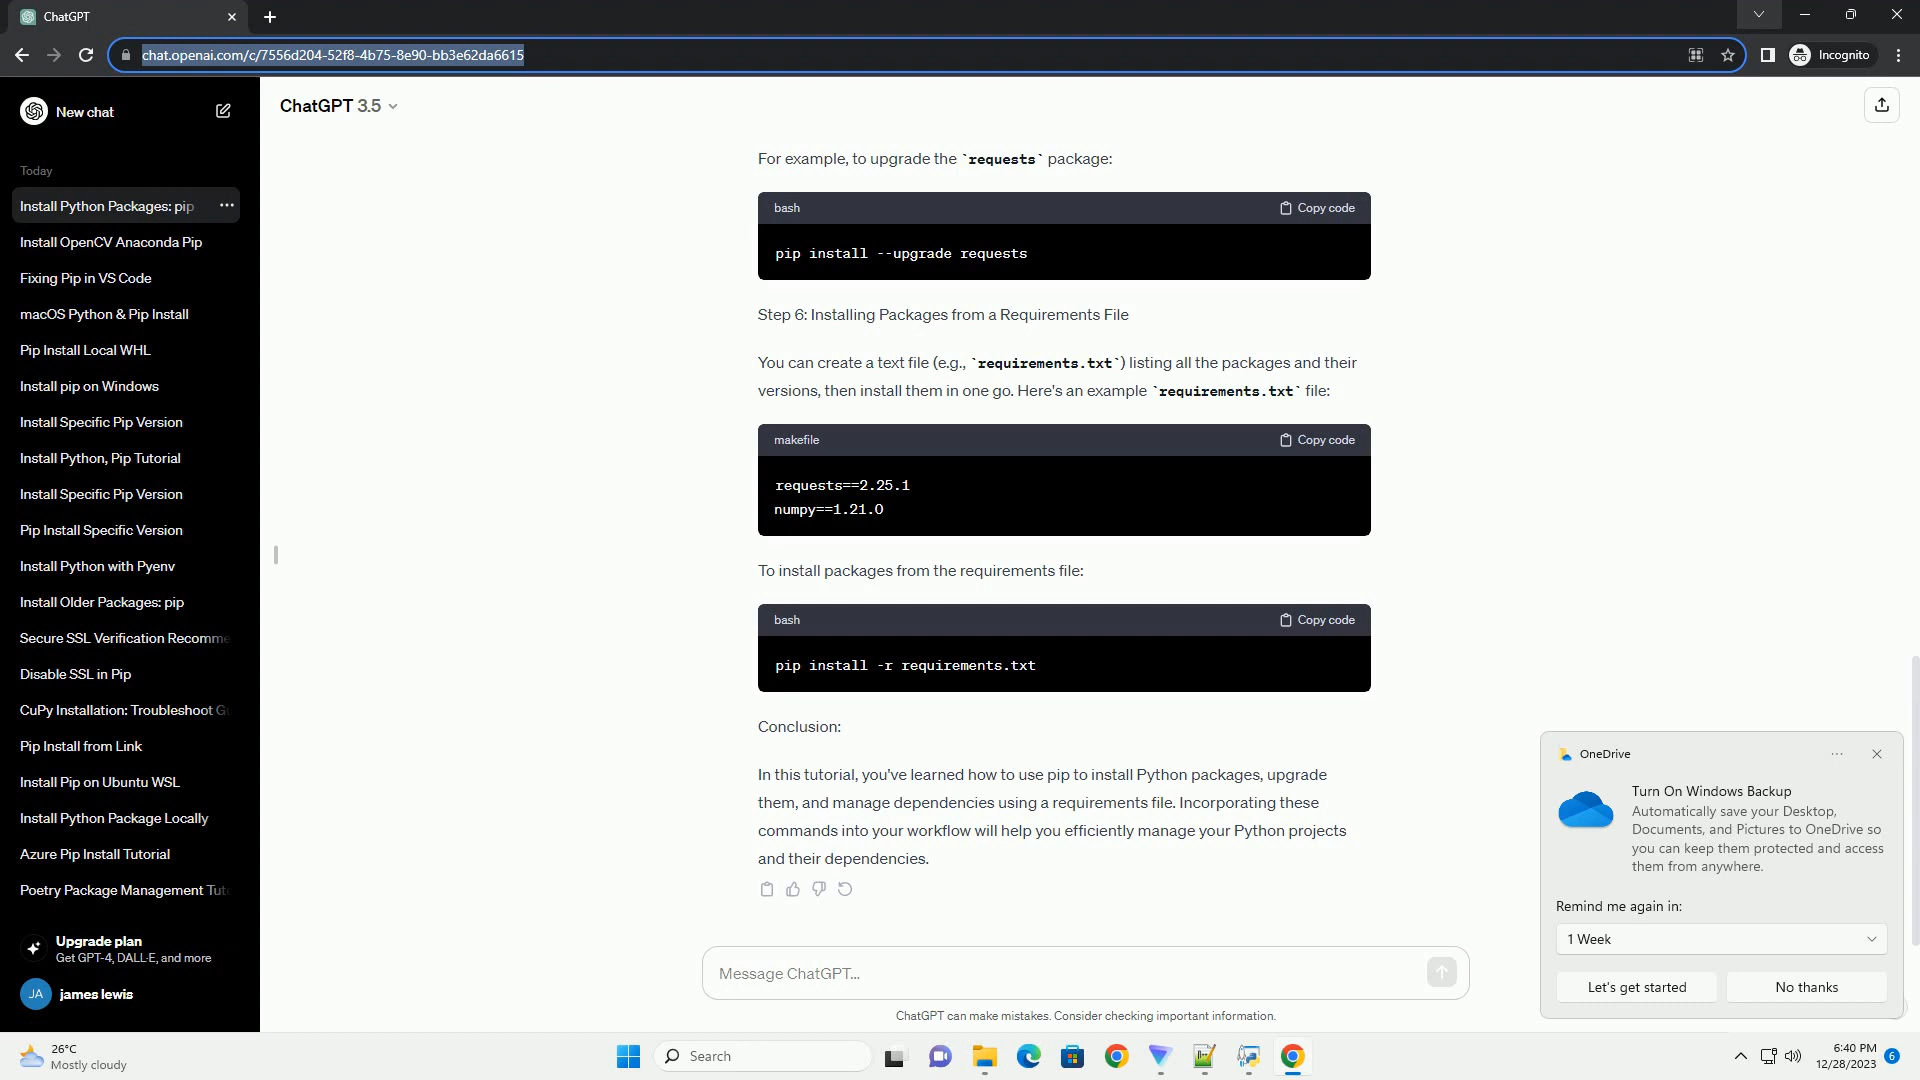 ChatGPT
chat.openai.com/c/7556d204-52f8-4b75-8e90-bb3e62da6615
Incognito
New chat
Today
Install Python Packages: pip
Install OpenCV Anaconda Pip
Fixing Pip in VS Code
macOS Python & Pip Install
Pip Install Local WHL
Install pip on Windows
Install Specific Pip Version
Install Python, Pip Tutorial
Install Specific Pip Version
Pip Install Specific Version
Install Python with Pyenv
Install Older Packages: pip
Secure SSL Verification Recomme
Disable SSL in Pip
CuPy Installation: Troubleshoot G
Pip Install from Link
Install Pip on Ubuntu WSL
Install Python Package Locally
Azure Pip Install Tutorial
Poetry Package Management Tut
Upgrade plan
Get GPT-4, DALL·E, and more
JA james lewis
ChatGPT 3.5
For example, to upgrade the `requests` package:
bash Copy code
pip install --upgrade requests
Step 6: Installing Packages from a Requirements File
You can create a text file (e.g., `requirements.txt`) listing all the packages and their
versions, then install them in one go. Here's an example `requirements.txt` file:
makefile Copy code
requests==2.25.1
numpy==1.21.0
To install packages from the requirements file:
bash Copy code
pip install -r requirements.txt
Conclusion:
In this tutorial, you've learned how to use pip to install Python packages, upgrade
them, and manage dependencies using a requirements file. Incorporating these
commands into your workflow will help you efficiently manage your Python projects
and their dependencies.
Message ChatGPT...
ChatGPT can make mistakes. Consider checking important information.
OneDrive
Turn On Windows Backup
Automatically save your Desktop,
Documents, and Pictures to OneDrive so
you can keep them protected and access
them from anywhere.
Remind me again in:
1 Week
Let's get started
No thanks
26°C
Mostly cloudy
Search
6:40 PM
12/28/2023
6